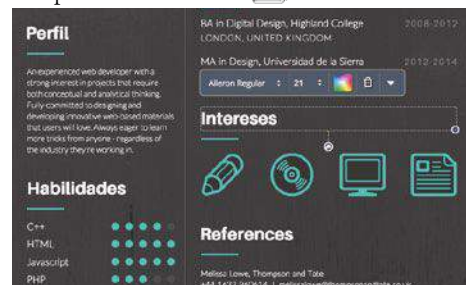 Perfil
An experienced web developer with a
strong interest in projects that require
both conceptual and analytical thinking.
Fully-committed to designing and
developing innovative web-based materials
that users will love. Always eager to learn
more tricks from anyone - regardless of
the industry they're working in.
Habilidades
C++
HTML
Javascript
PHP
BA in Digital Design, Highland College
2008-2012
LONDON, UNITED KINGDOM
MA in Design, Universidad de la Sierra
2012-2014
Aileron Regular
21
Intereses
References
Melissa Lowe, Thompson and Tate